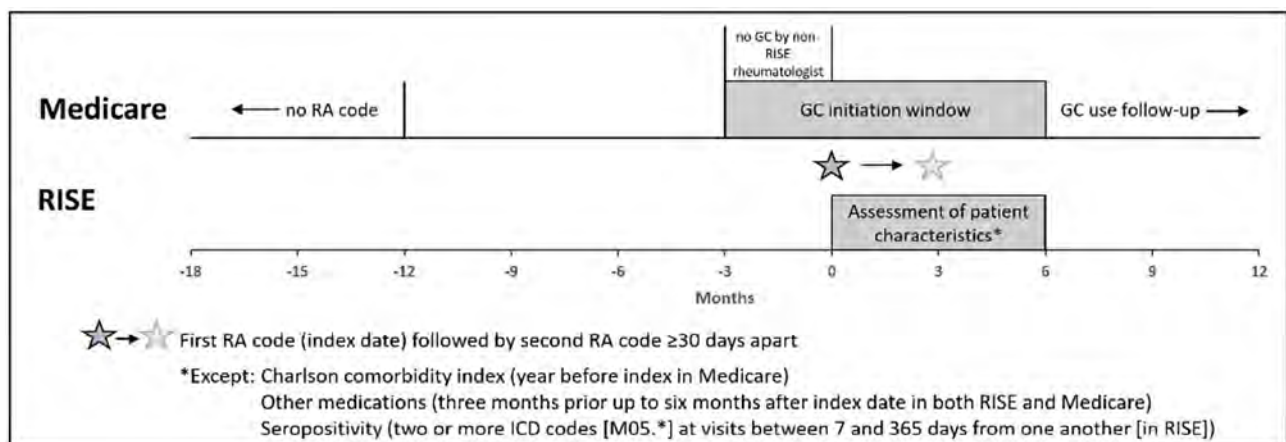 no GC by non-
RISE
rheumatologist
Medicare
← no RA code
GC initiation window
GC use follow-up →
RISE
Assessment of patient
characteristics*
-18 -15 -12 -9 -6 -3 0 3 6 9 12
Months
First RA code (index date) followed by second RA code ≥30 days apart
*Except: Charlson comorbidity index (year before index in Medicare)
Other medications (three months prior up to six months after index date in both RISE and Medicare)
Seropositivity (two or more ICD codes [M05.*] at visits between 7 and 365 days from one another [in RISE])